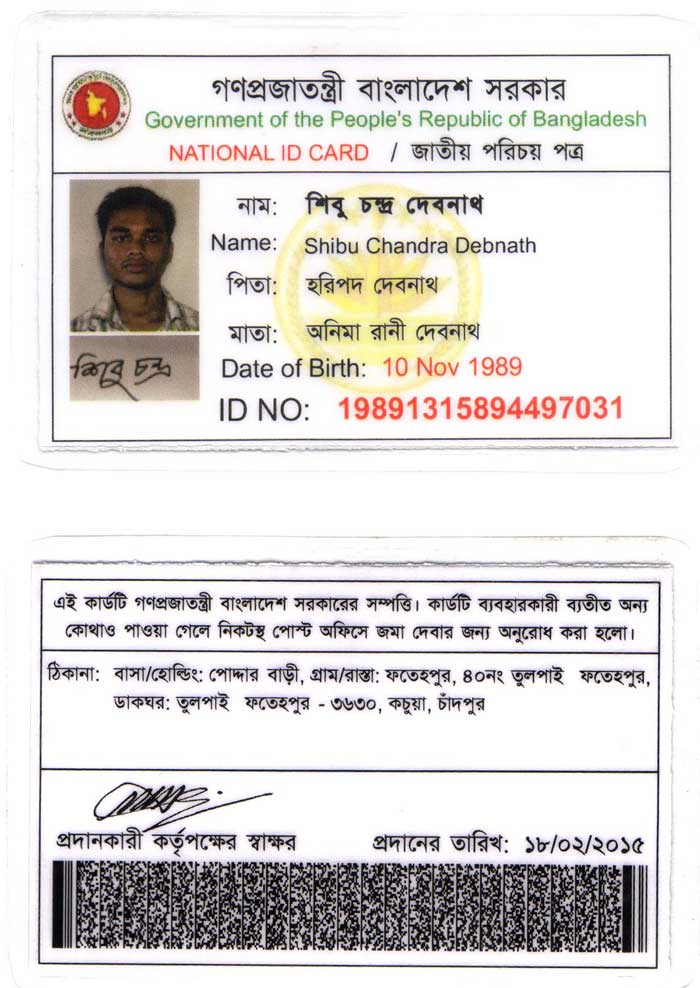 গণপ্রজাতন্ত্রী বাংলাদেশ সরকার
Government of the People's Republic of Bangladesh
NATIONAL ID CARD / জাতীয় পরিচয় পত্র
নাম: শিবু চন্দ্র দেবনাথ
Name: Shibu Chandra Debnath
পিতা: হরিপদ দেবনাথ
মাতা: অনিমা রানী দেবনাথ
শিবু চন্দ্র
Date of Birth: 10 Nov 1989
ID NO: 19891315894497031
এই কার্ডটি গণপ্রজাতন্ত্রী বাংলাদেশ সরকারের সম্পত্তি। কার্ডটি ব্যবহারকারী ব্যতীত অন্য
কোথাও পাওয়া গেলে নিকটস্থ পোস্ট অফিসে জমা দেবার জন্য অনুরোধ করা হলো।
ঠিকানা: বাসা/হোল্ডিং: পোদ্দার বাড়ী, গ্রাম/রাস্তা: ফতেহপুর, ৪০নং তুলপাই ফতেহপুর,
ডাকঘর: তুলপাই ফতেহপুর - ৩৬৩০, কচুয়া, চাঁদপুর
প্রদানকারী কর্তৃপক্ষের স্বাক্ষর প্রদানের তারিখ: ১৮/০২/২০১৫